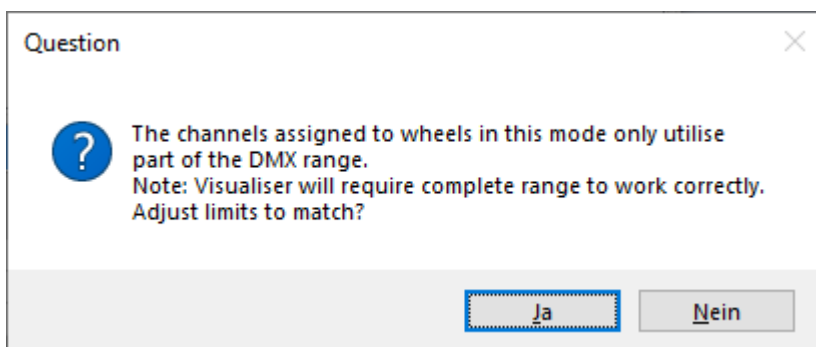 Question
The channels assigned to wheels in this mode only utilise
part of the DMX range.
Note: Visualiser will require complete range to work correctly.
Adjust limits to match?
Ja
Nein